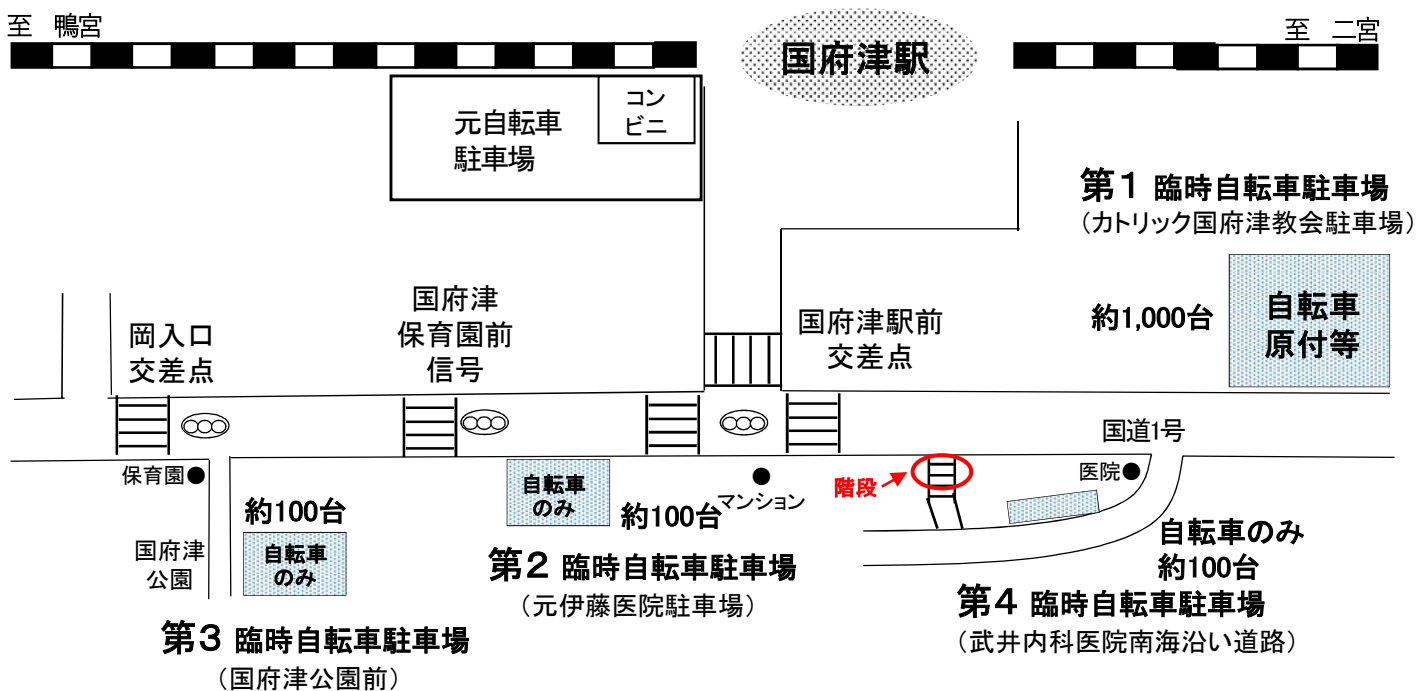 至 鴨宮
国府津駅
至 二宮
コン
ビニ
元自転車
駐車場
第1 臨時自転車駐車場
(カトリック国府津教会駐車場)
約1,000台
自転車
原付等
岡入口
交差点
国府津
保育園前
信号
国府津駅前
交差点
国道1号
保育園
約100台
自転車
のみ
国府津
公園
第3 臨時自転車駐車場
(国府津公園前)
自転車
のみ
約100台
マンション
第2 臨時自転車駐車場
(元伊藤医院駐車場)
階段
医院
自転車のみ
約100台
第4 臨時自転車駐車場
(武井内科医院南海沿い道路)